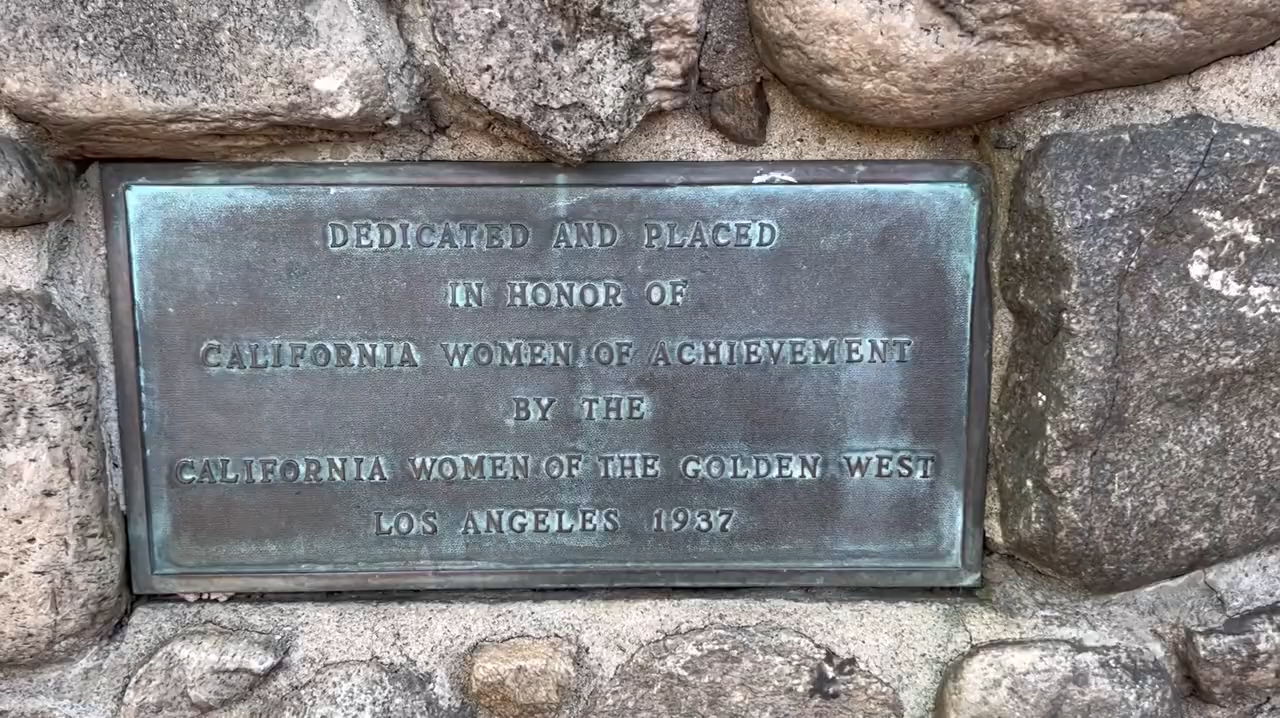 DEDICATED AND PLACED
IN HONOR OF
CALIFORNIA WOMEN OF ACHIEVEMENT
BY THE
CALIFORNIA WOMEN OF THE GOLDEN WEST
LOS ANGELES 1937